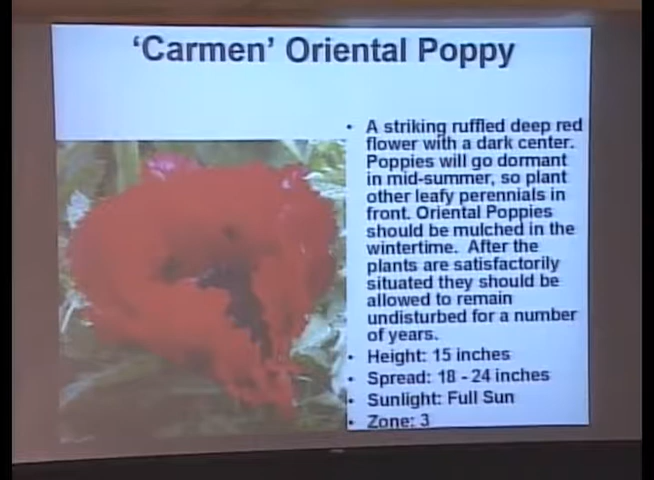 ‘Carmen’ Oriental Poppy
• A striking ruffled deep red
flower with a dark center.
Poppies will go dormant
in mid-summer, so plant
other leafy perennials in
front. Oriental Poppies
should be mulched in the
wintertime.  After the
plants are satisfactorily
situated they should be
allowed to remain
undisturbed for a number
of years.
• Height: 15 inches
• Spread: 18 - 24 inches
• Sunlight: Full Sun
• Zone: 3